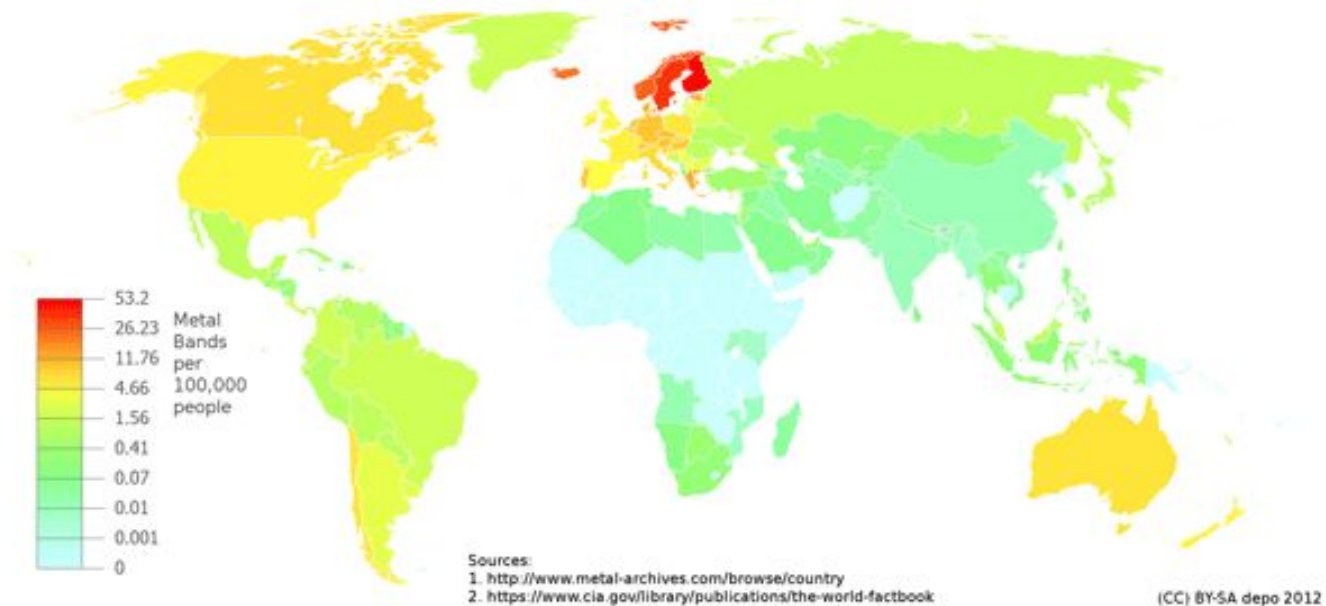 53.2
26.23
11.76
4.66
1.56
0.41
0.07
0.01
0.001
0
Metal
Bands
per
100,000
people
Sources:
1. http://www.metal-archives.com/browse/country
2. https://www.cia.gov/library/publications/the-world-factbook
(CC) BY-SA depo 2012